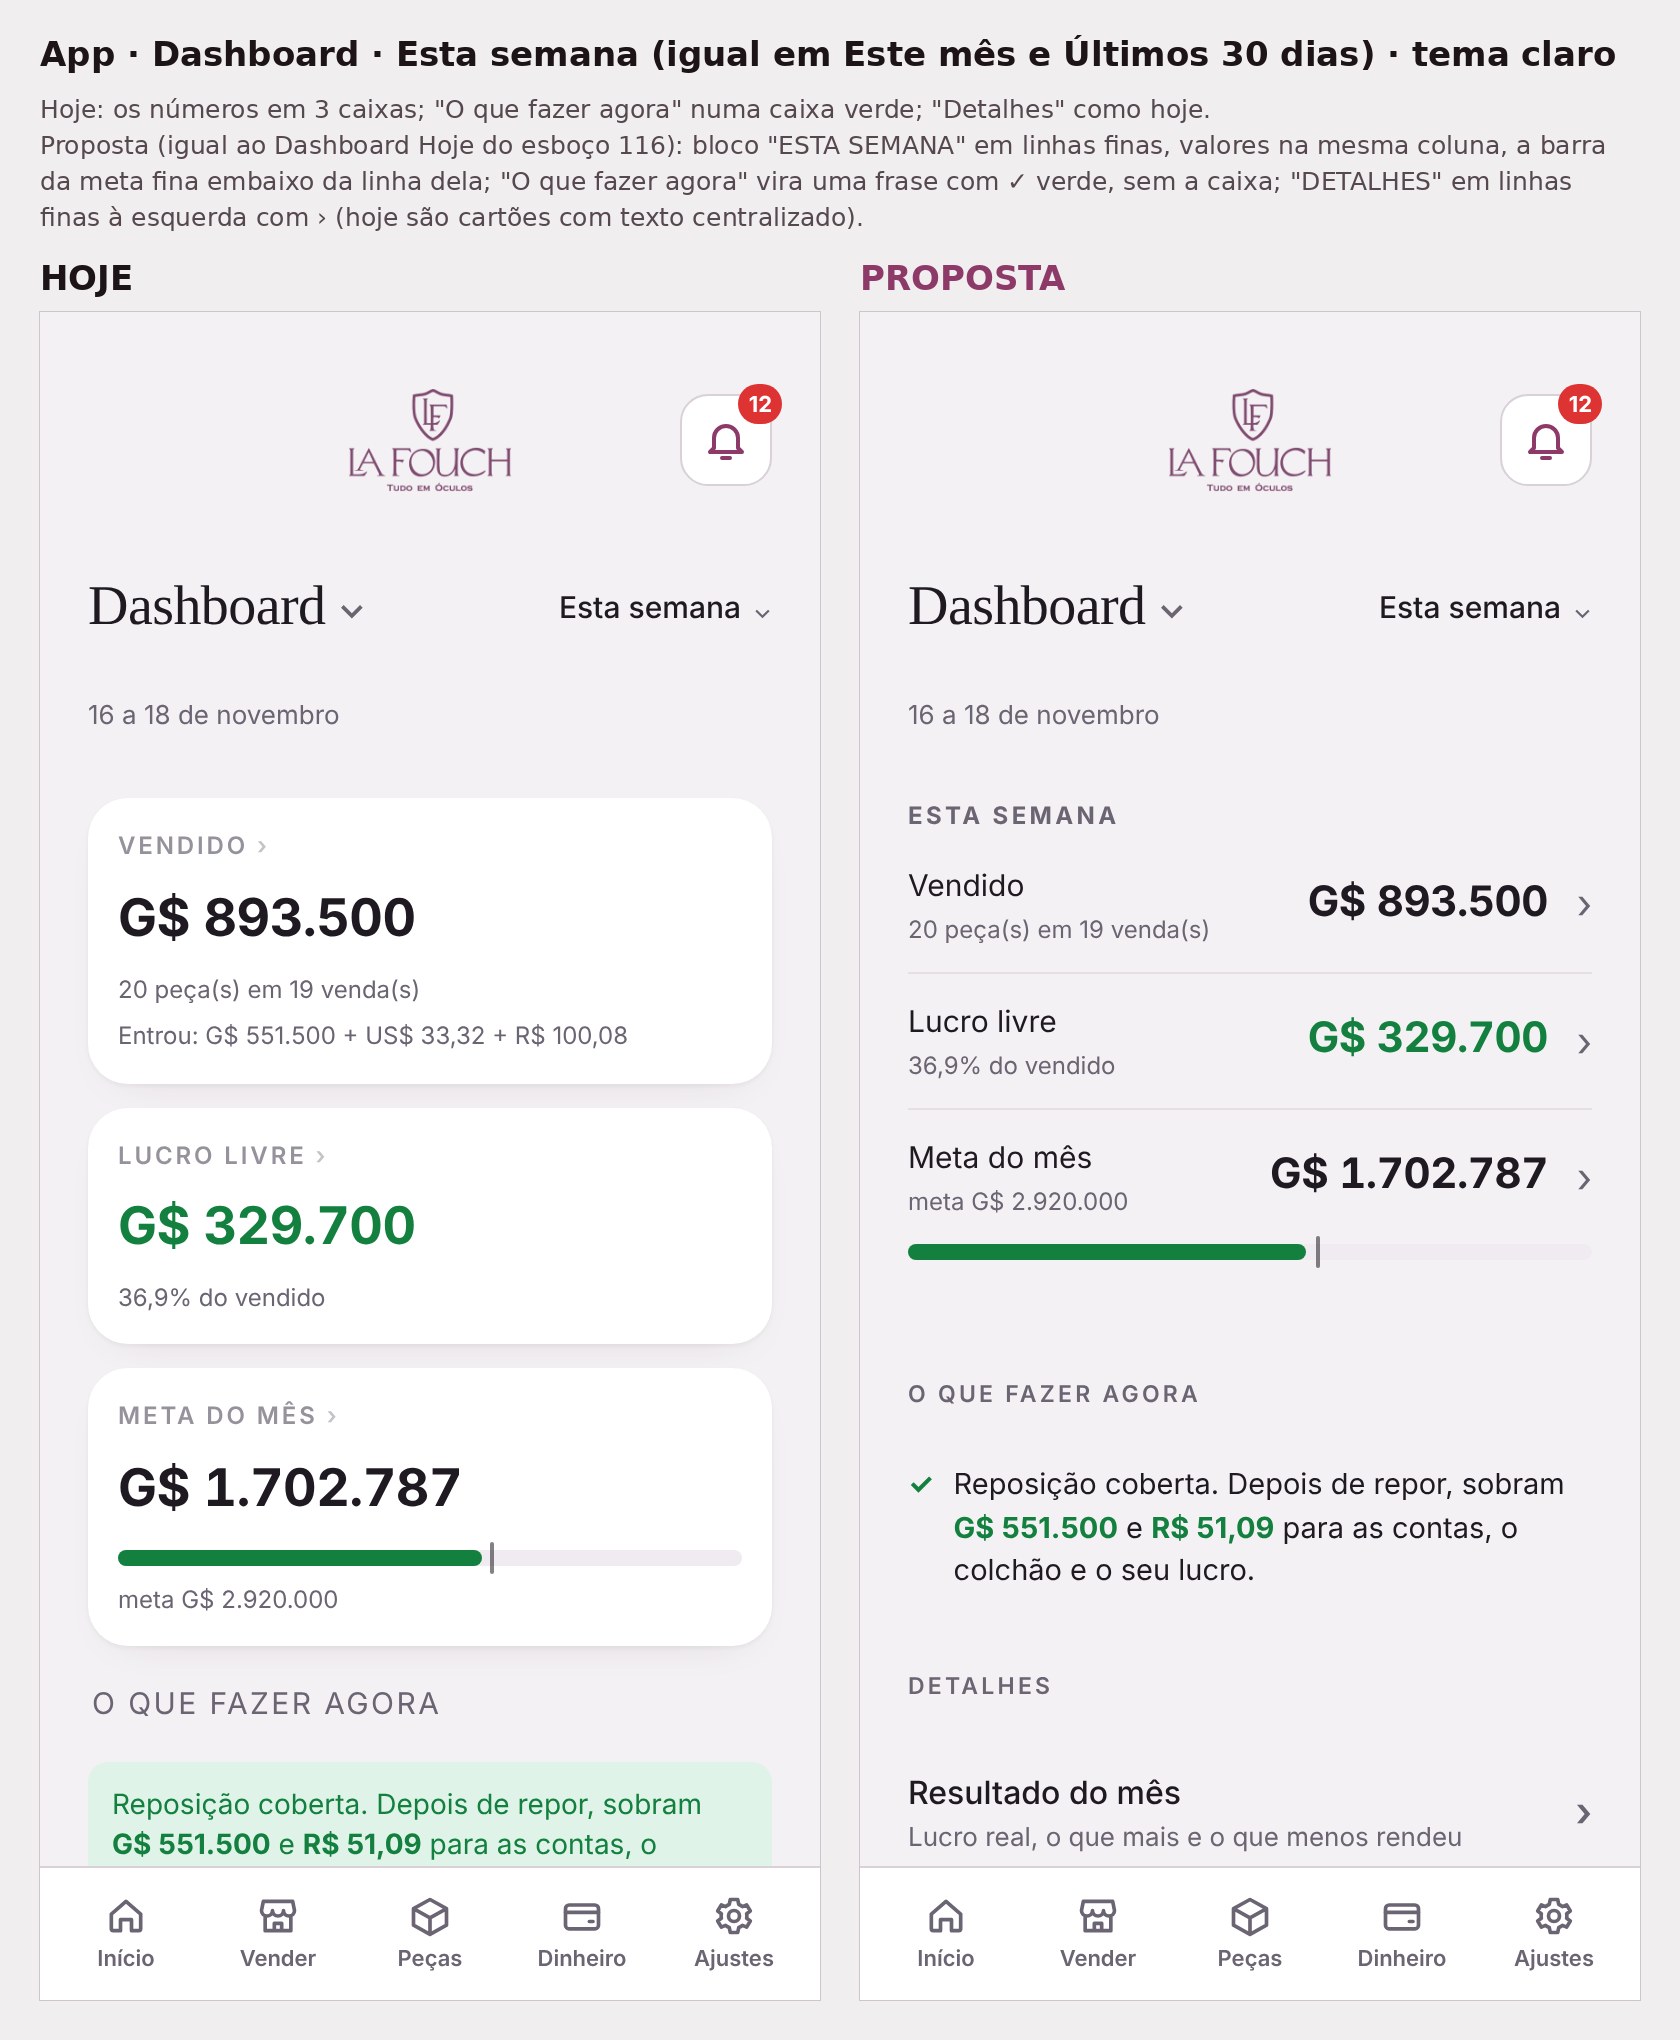 App · Dashboard · Esta semana (igual em Este mês e Últimos 30 dias) · tema claro
Hoje: os números em 3 caixas; "O que fazer agora" numa caixa verde; "Detalhes" como hoje.
Proposta (igual ao Dashboard Hoje do esboço 116): bloco "ESTA SEMANA" em linhas finas, valores na mesma coluna, a barra
da meta fina embaixo da linha dela; "O que fazer agora" vira uma frase com ✓ verde, sem a caixa; "DETALHES" em linhas
finas à esquerda com › (hoje são cartões com texto centralizado).
HOJE
LF
LA FOUCH
TUDO EM ÓCULOS
12
Dashboard
Esta semana
16 a 18 de novembro
VENDIDO ›
G$ 893.500
20 peça(s) em 19 venda(s)
Entrou: G$ 551.500 + US$ 33,32 + R$ 100,08
LUCRO LIVRE ›
G$ 329.700
36,9% do vendido
META DO MÊS ›
G$ 1.702.787
meta G$ 2.920.000
O QUE FAZER AGORA
Reposição coberta. Depois de repor, sobram
G$ 551.500 e R$ 51,09 para as contas, o
Início
Vender
Peças
Dinheiro
Ajustes
PROPOSTA
LF
LA FOUCH
TUDO EM ÓCULOS
12
Dashboard
Esta semana
16 a 18 de novembro
ESTA SEMANA
Vendido
G$ 893.500 ›
20 peça(s) em 19 venda(s)
Lucro livre
G$ 329.700 ›
36,9% do vendido
Meta do mês
G$ 1.702.787 ›
meta G$ 2.920.000
O QUE FAZER AGORA
✓ Reposição coberta. Depois de repor, sobram
G$ 551.500 e R$ 51,09 para as contas, o
colchão e o seu lucro.
DETALHES
Resultado do mês ›
Lucro real, o que mais e o que menos rendeu
Início
Vender
Peças
Dinheiro
Ajustes